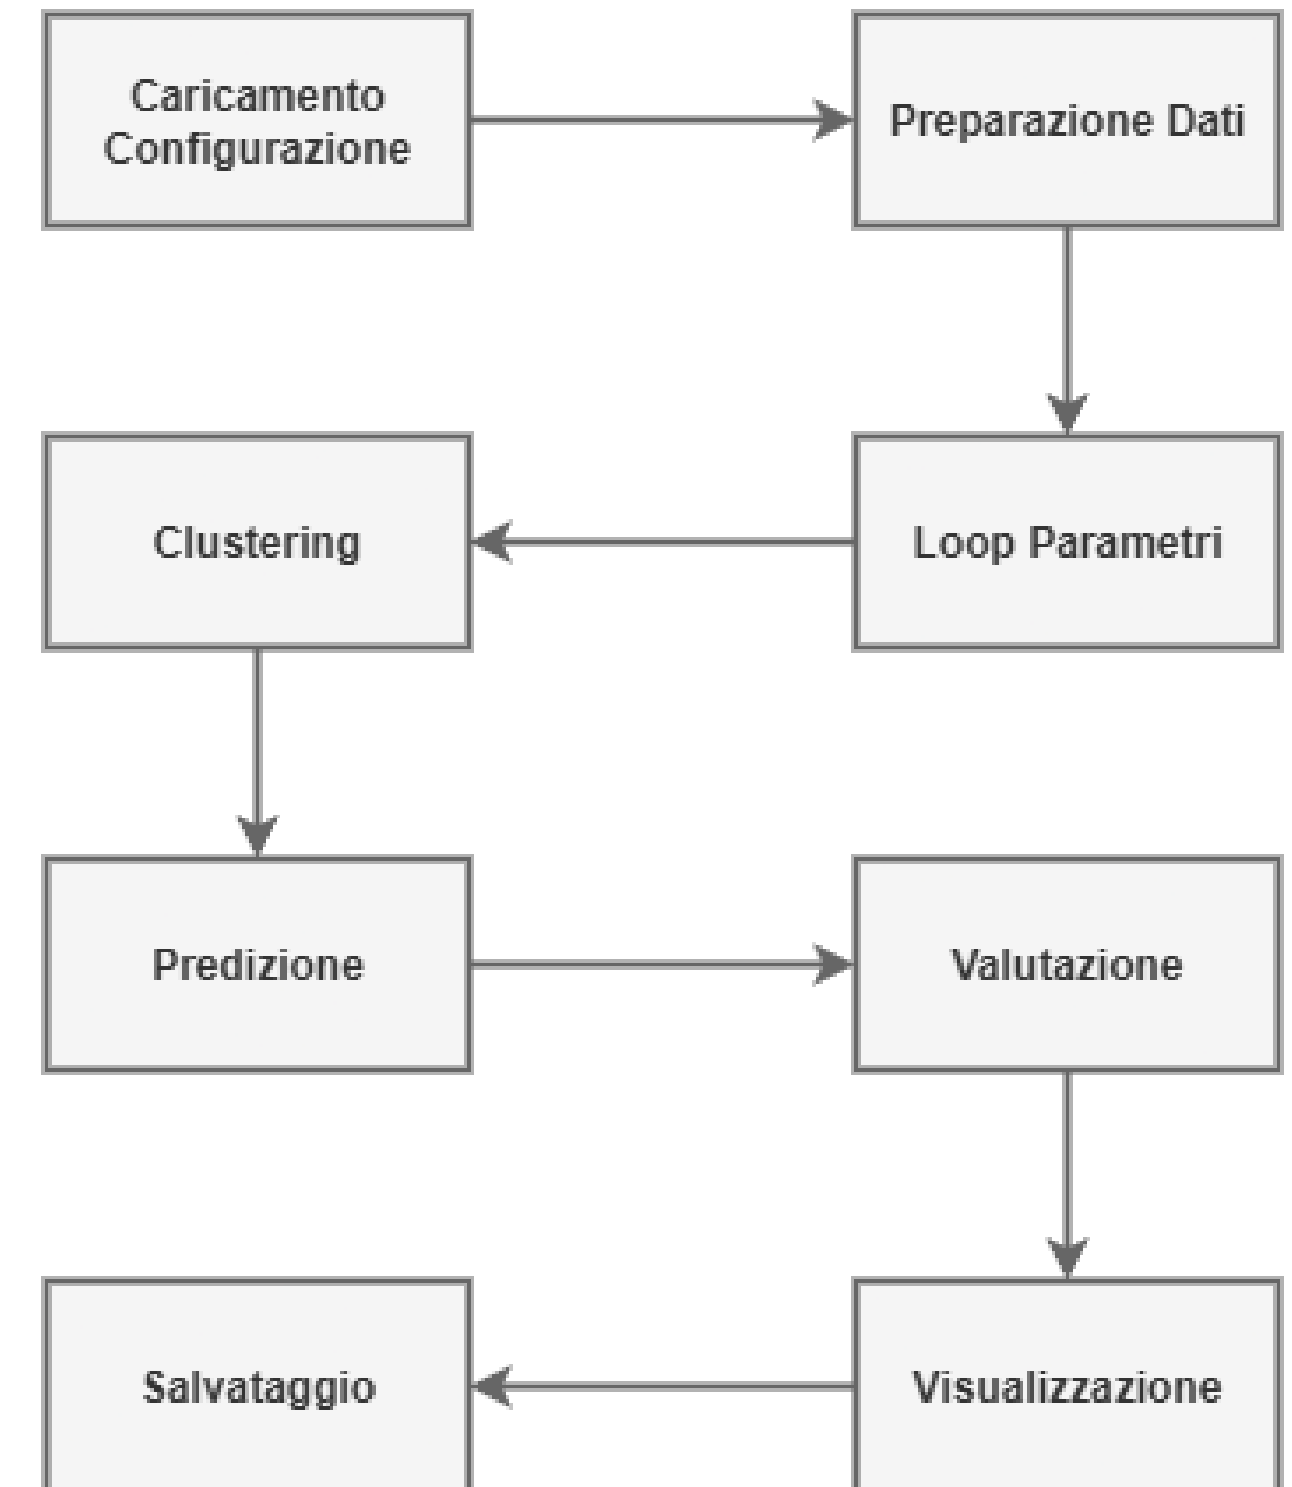 Caricamento
Configurazione
Preparazione Dati
Loop Parametri
Clustering
Predizione
Valutazione
Visualizzazione
Salvataggio